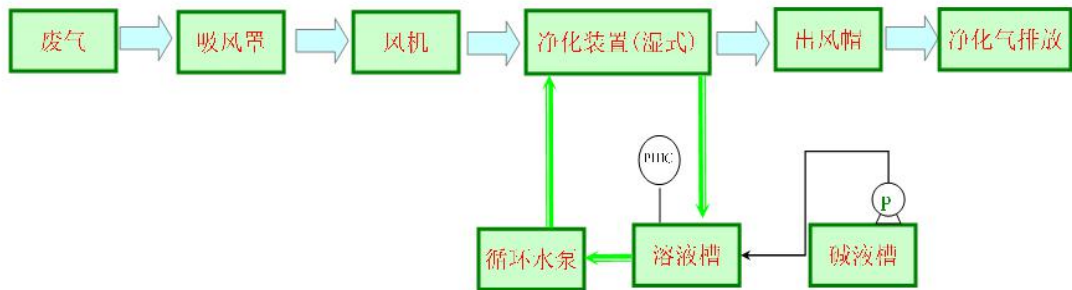 废气
吸风罩
风机
净化装置(湿式)
出风帽
净化气排放
PHIC
P
循环水泵
溶液槽
碱液槽